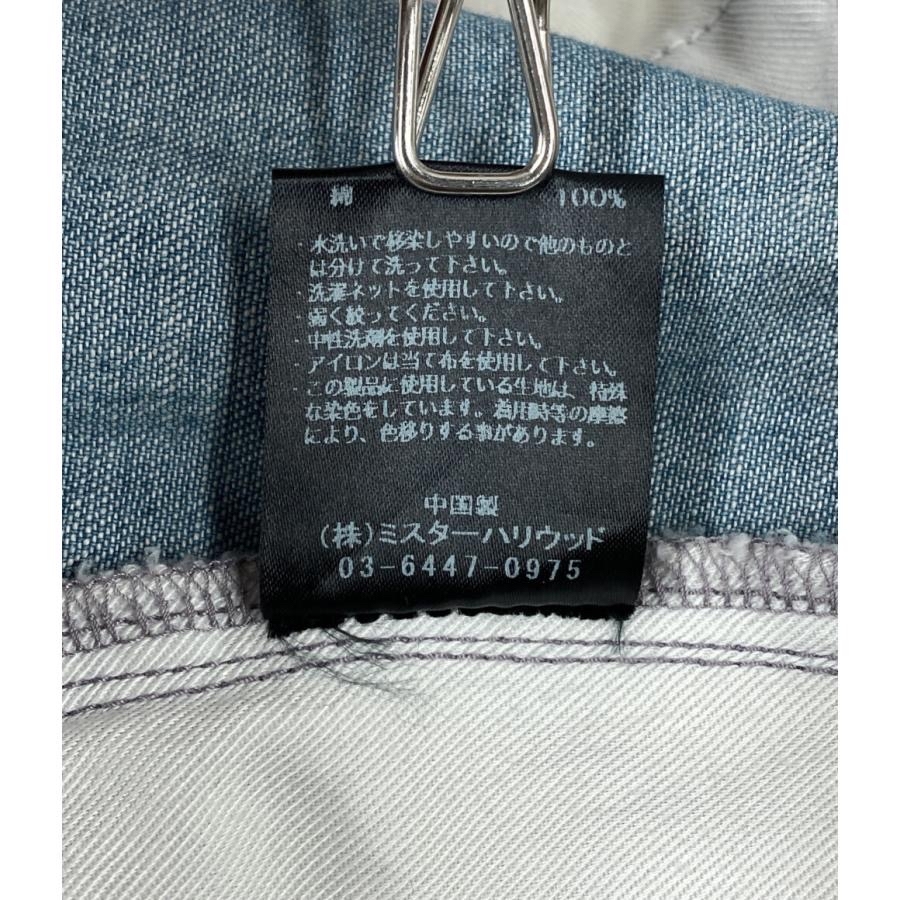 綿 100%
・水洗いで移染しやすいので他のものと
は分けて洗って下さい。
・洗濯ネットを使用して下さい。
・弱く絞ってください。
・中性洗剤を使用して下さい。
・アイロンは当て布を使用して下さい。
・この製品に使用している生地は、特殊
な染色をしています。着用時等の摩擦
により、色移りする事があります。
中国製
(株)ミスターハリウッド
03-6447-0975